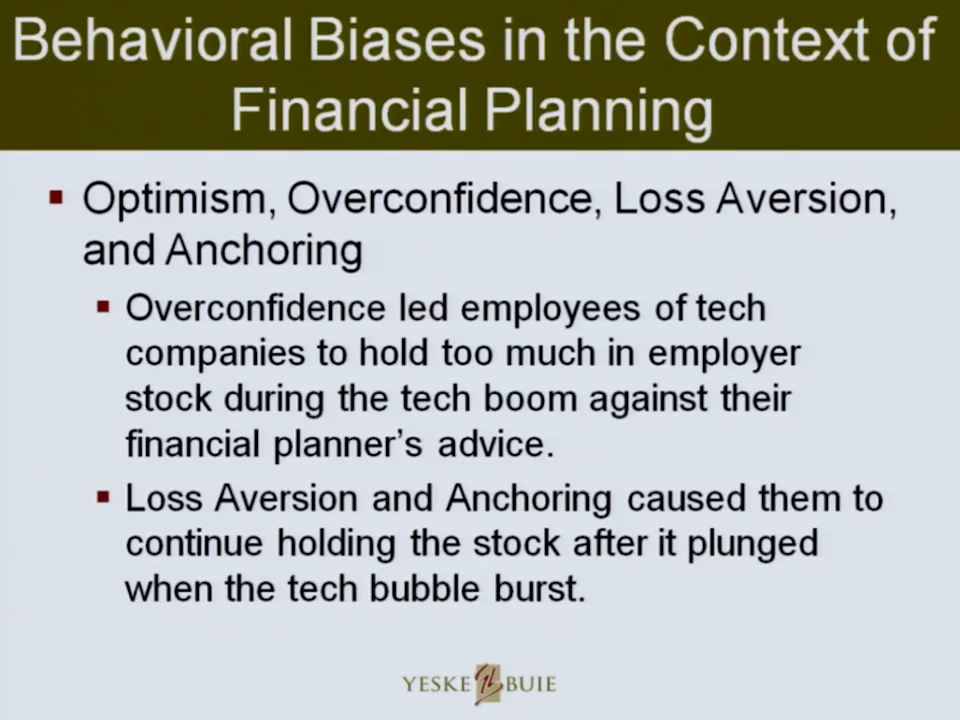 Behavioral Biases in the Context of
Financial Planning
Optimism, Overconfidence, Loss Aversion,
and Anchoring
Overconfidence led employees of tech
companies to hold too much in employer
stock during the tech boom against their
financial planner’s advice.
Loss Aversion and Anchoring caused them to
continue holding the stock after it plunged
when the tech bubble burst.
YESKE BUIE